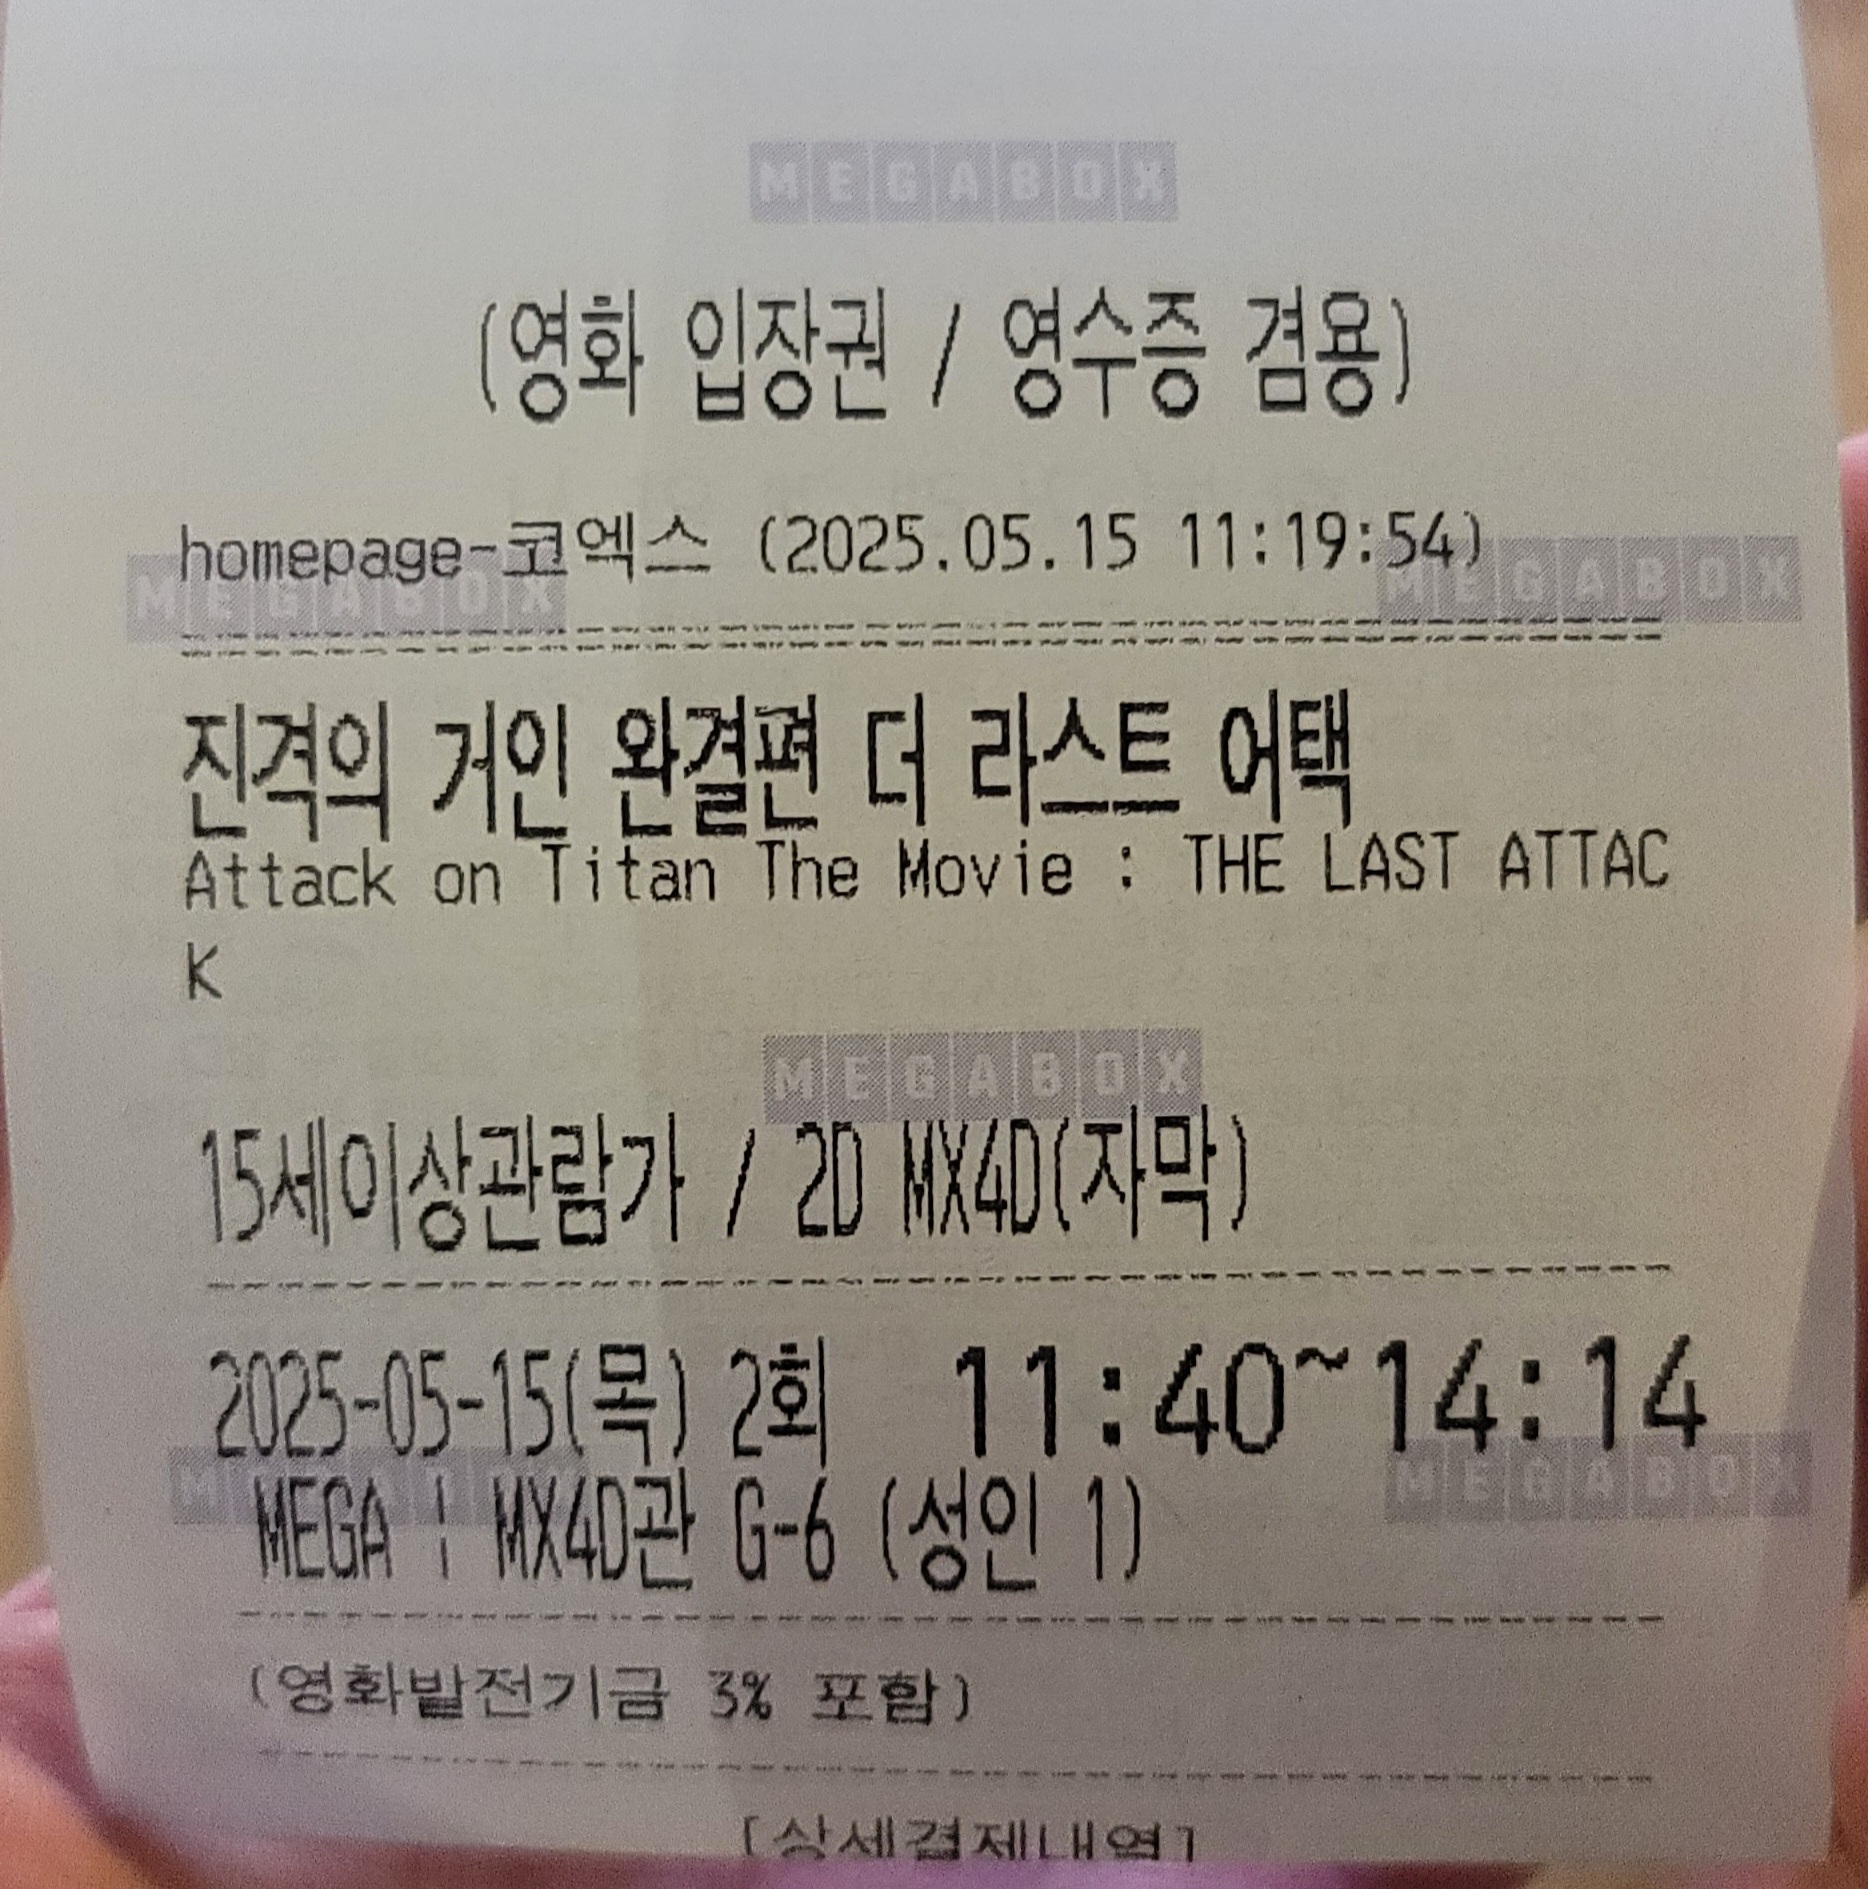 MEGABOX
(영화 입장권 / 영수증 겸용)
homepage-코엑스 (2025.05.15 11:19:54)
MEGABOX MEGABOX
진격의 거인 완결편 더 라스트 어택
Attack on Titan The Movie : THE LAST ATTAC
K
MEGABOX
15세이상관람가 / 2D MX4D(자막)
2025-05-15(목) 2회 11:40~14:14
MEGABOX
MEGA | MX4D관 G-6 (성인 1)
(영화발전기금 3% 포함)
[상세결제내역]